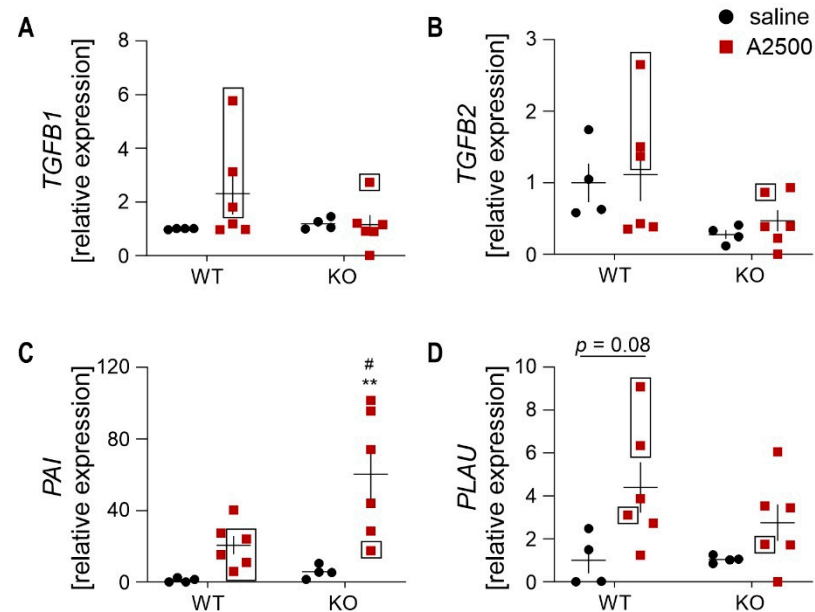 saline
A2500
A
TGFB1
[relative expression]
8
6
4
2
0
WT
KO
B
TGFB2
[relative expression]
3
2
1
0
WT
KO
C
PAI
[relative expression]
120
80
40
0
#
**
WT
KO
D
PLAU
[relative expression]
10
8
6
4
2
0
p = 0.08
WT
KO